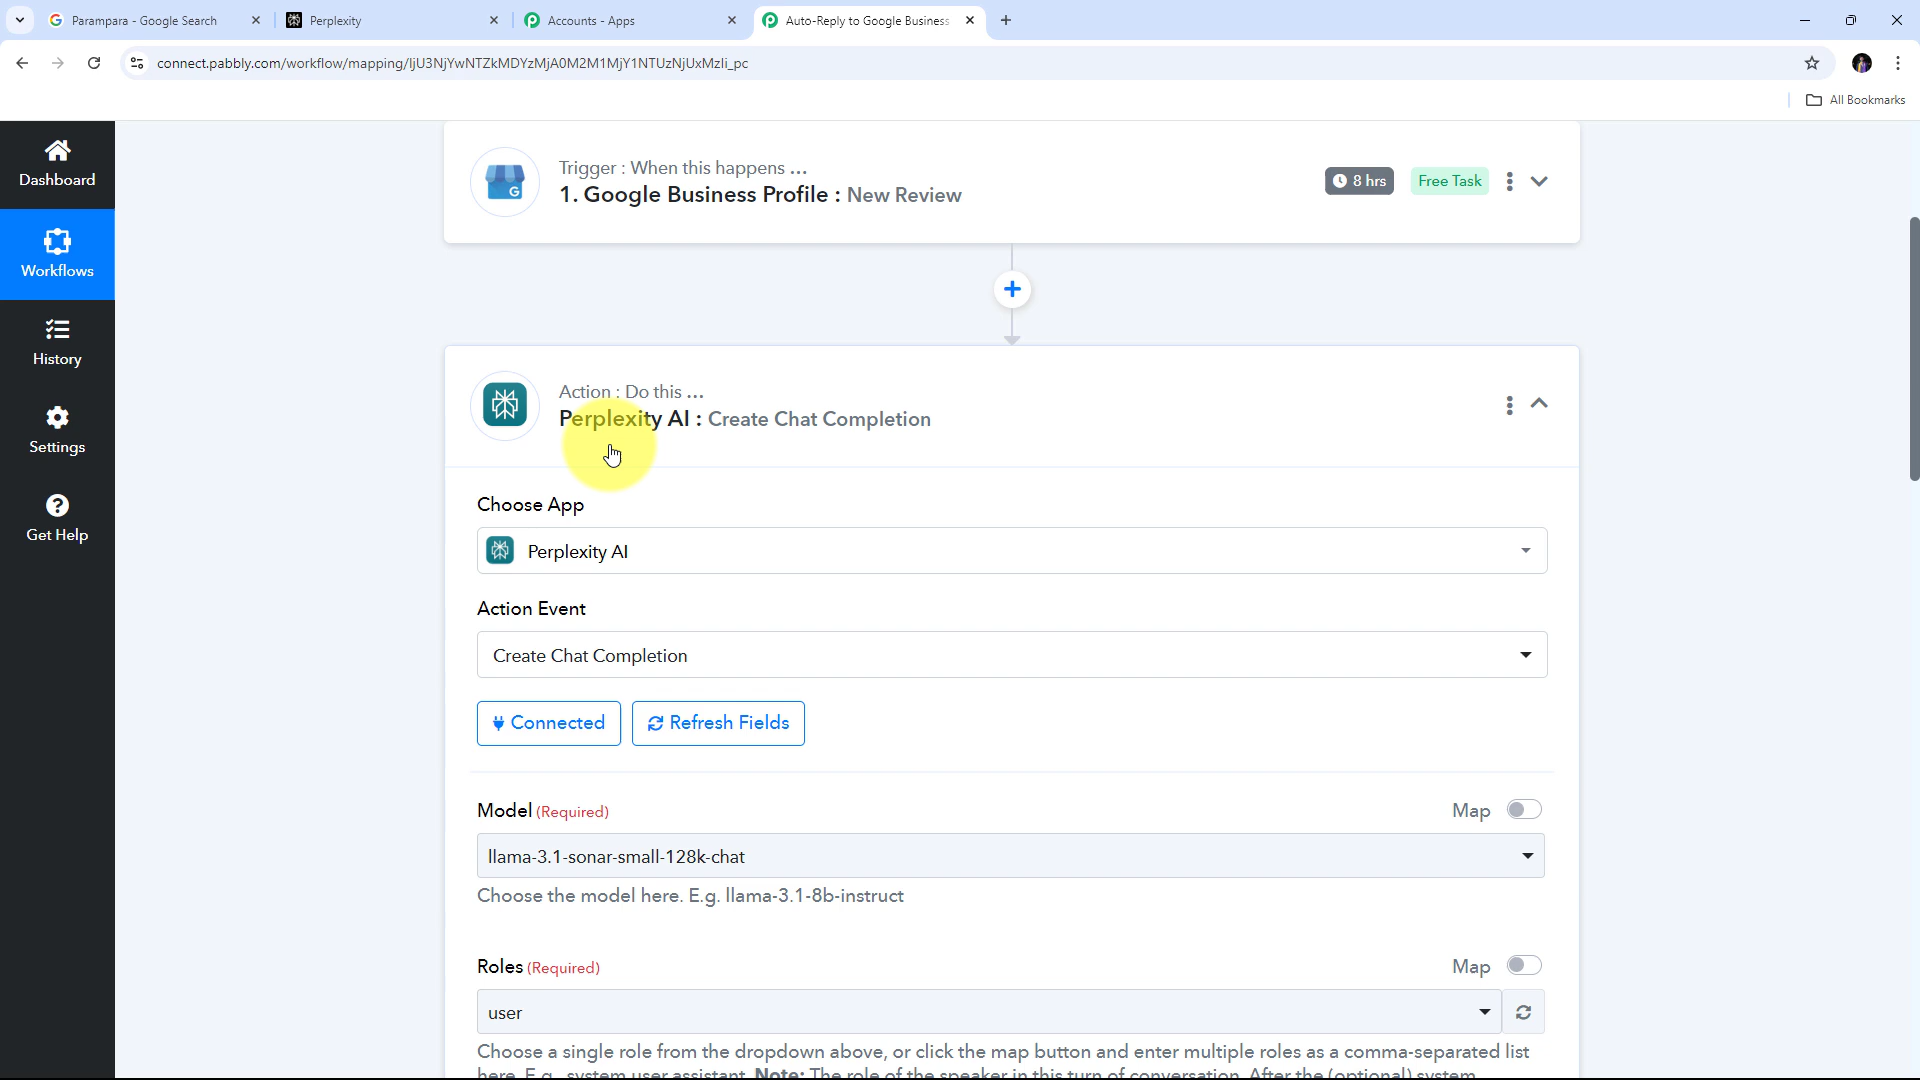 Parampara - Google Search
Perplexity
Accounts - Apps
Auto-Reply to Google Business
connect.pabbly.com/workflow/mapping/IjU3NjYwNTZkMDYzMjA0M2M1MjY1NTUzNjUxMzIi_pc
All Bookmarks
Dashboard
Workflows
History
Settings
Get Help
Trigger : When this happens ...
1. Google Business Profile : New Review
8 hrs
Free Task
Action : Do this ...
Perplexity AI : Create Chat Completion
Choose App
Perplexity AI
Action Event
Create Chat Completion
Connected
Refresh Fields
Model (Required)
Map
llama-3.1-sonar-small-128k-chat
Choose the model here. E.g. llama-3.1-8b-instruct
Roles (Required)
Map
user
Choose a single role from the dropdown above, or click the map button and enter multiple roles as a comma-separated list
here. E.g., system,user,assistant. Note: The role of the speaker in this turn of conversation. After the (optional) system